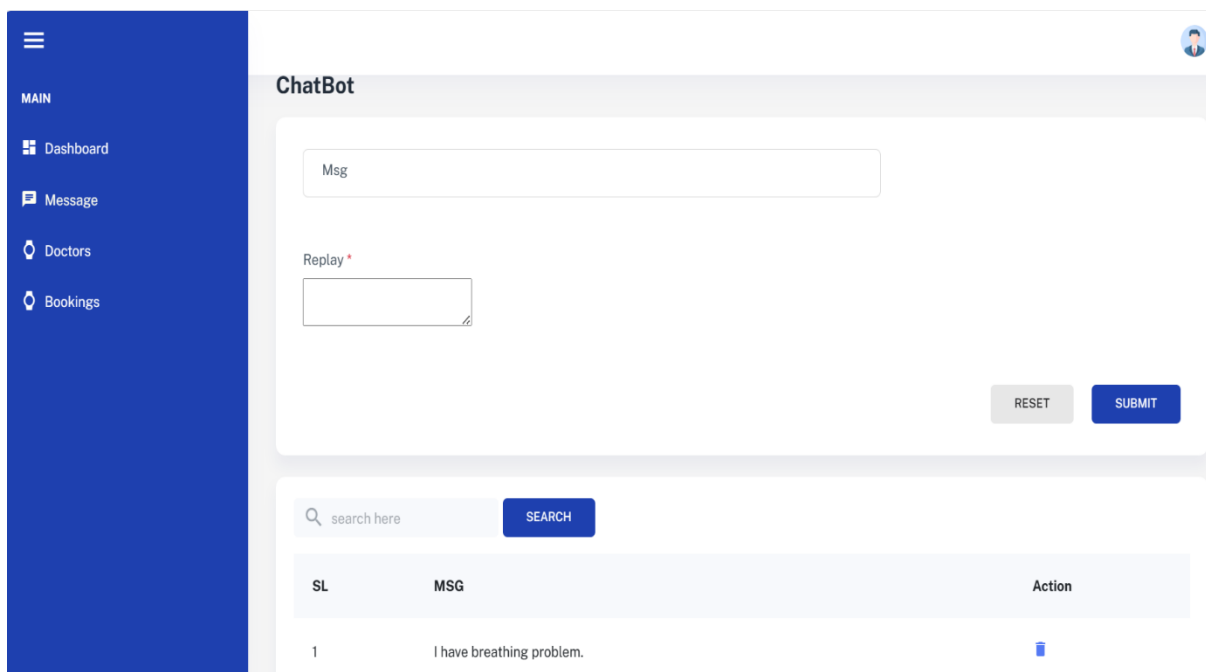 MAIN
Dashboard
Message
Doctors
Bookings
ChatBot
Msg
Replay *
RESET SUBMIT
search here SEARCH
SL MSG Action
1 I have breathing problem.